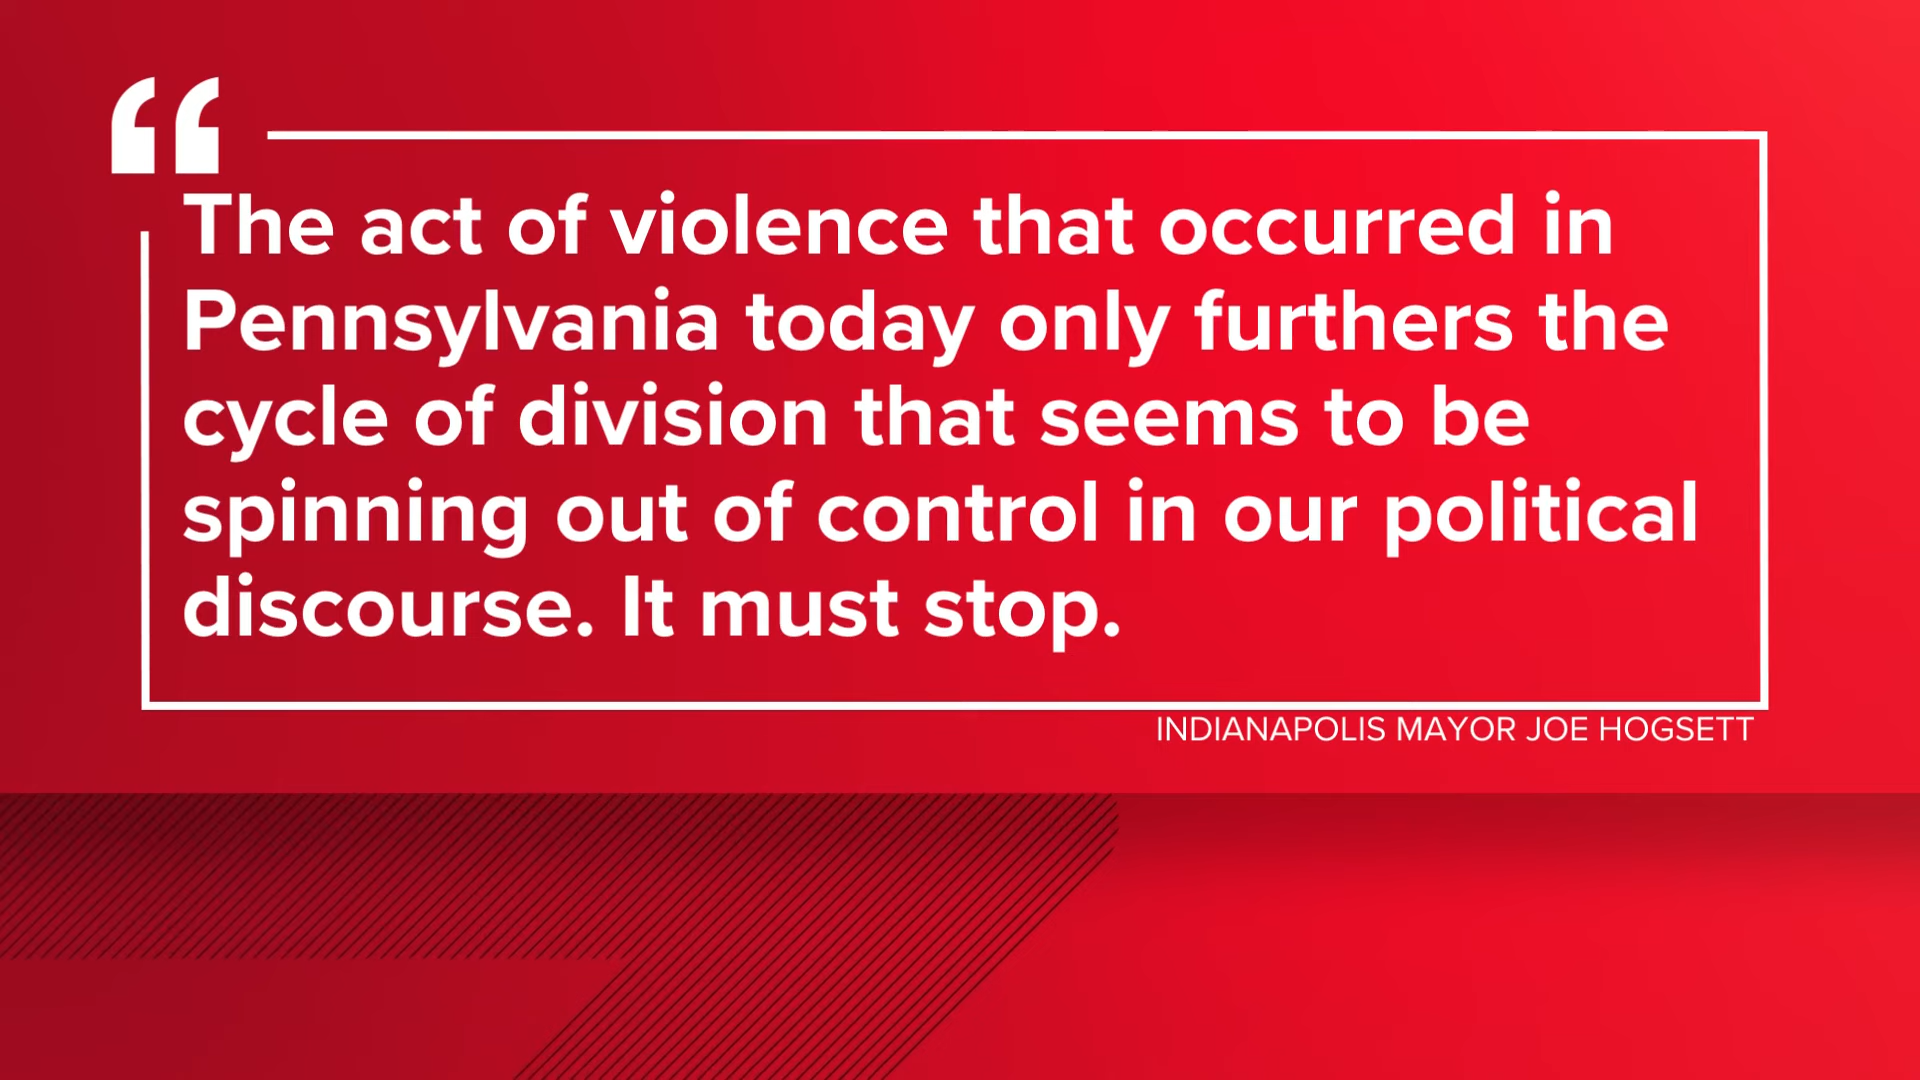 “
The act of violence that occurred in
Pennsylvania today only furthers the
cycle of division that seems to be
spinning out of control in our political
discourse. It must stop.
INDIANAPOLIS MAYOR JOE HOGSETT